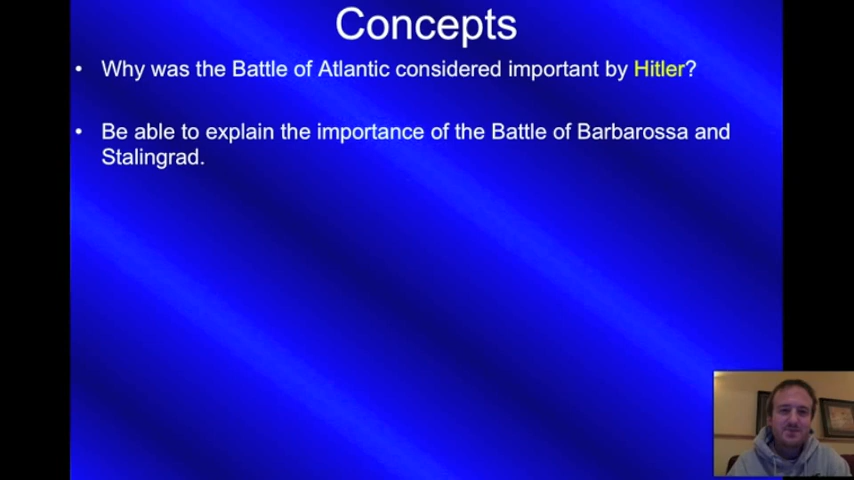 Concepts
• Why was the Battle of Atlantic considered important by Hitler?
• Be able to explain the importance of the Battle of Barbarossa and
Stalingrad.